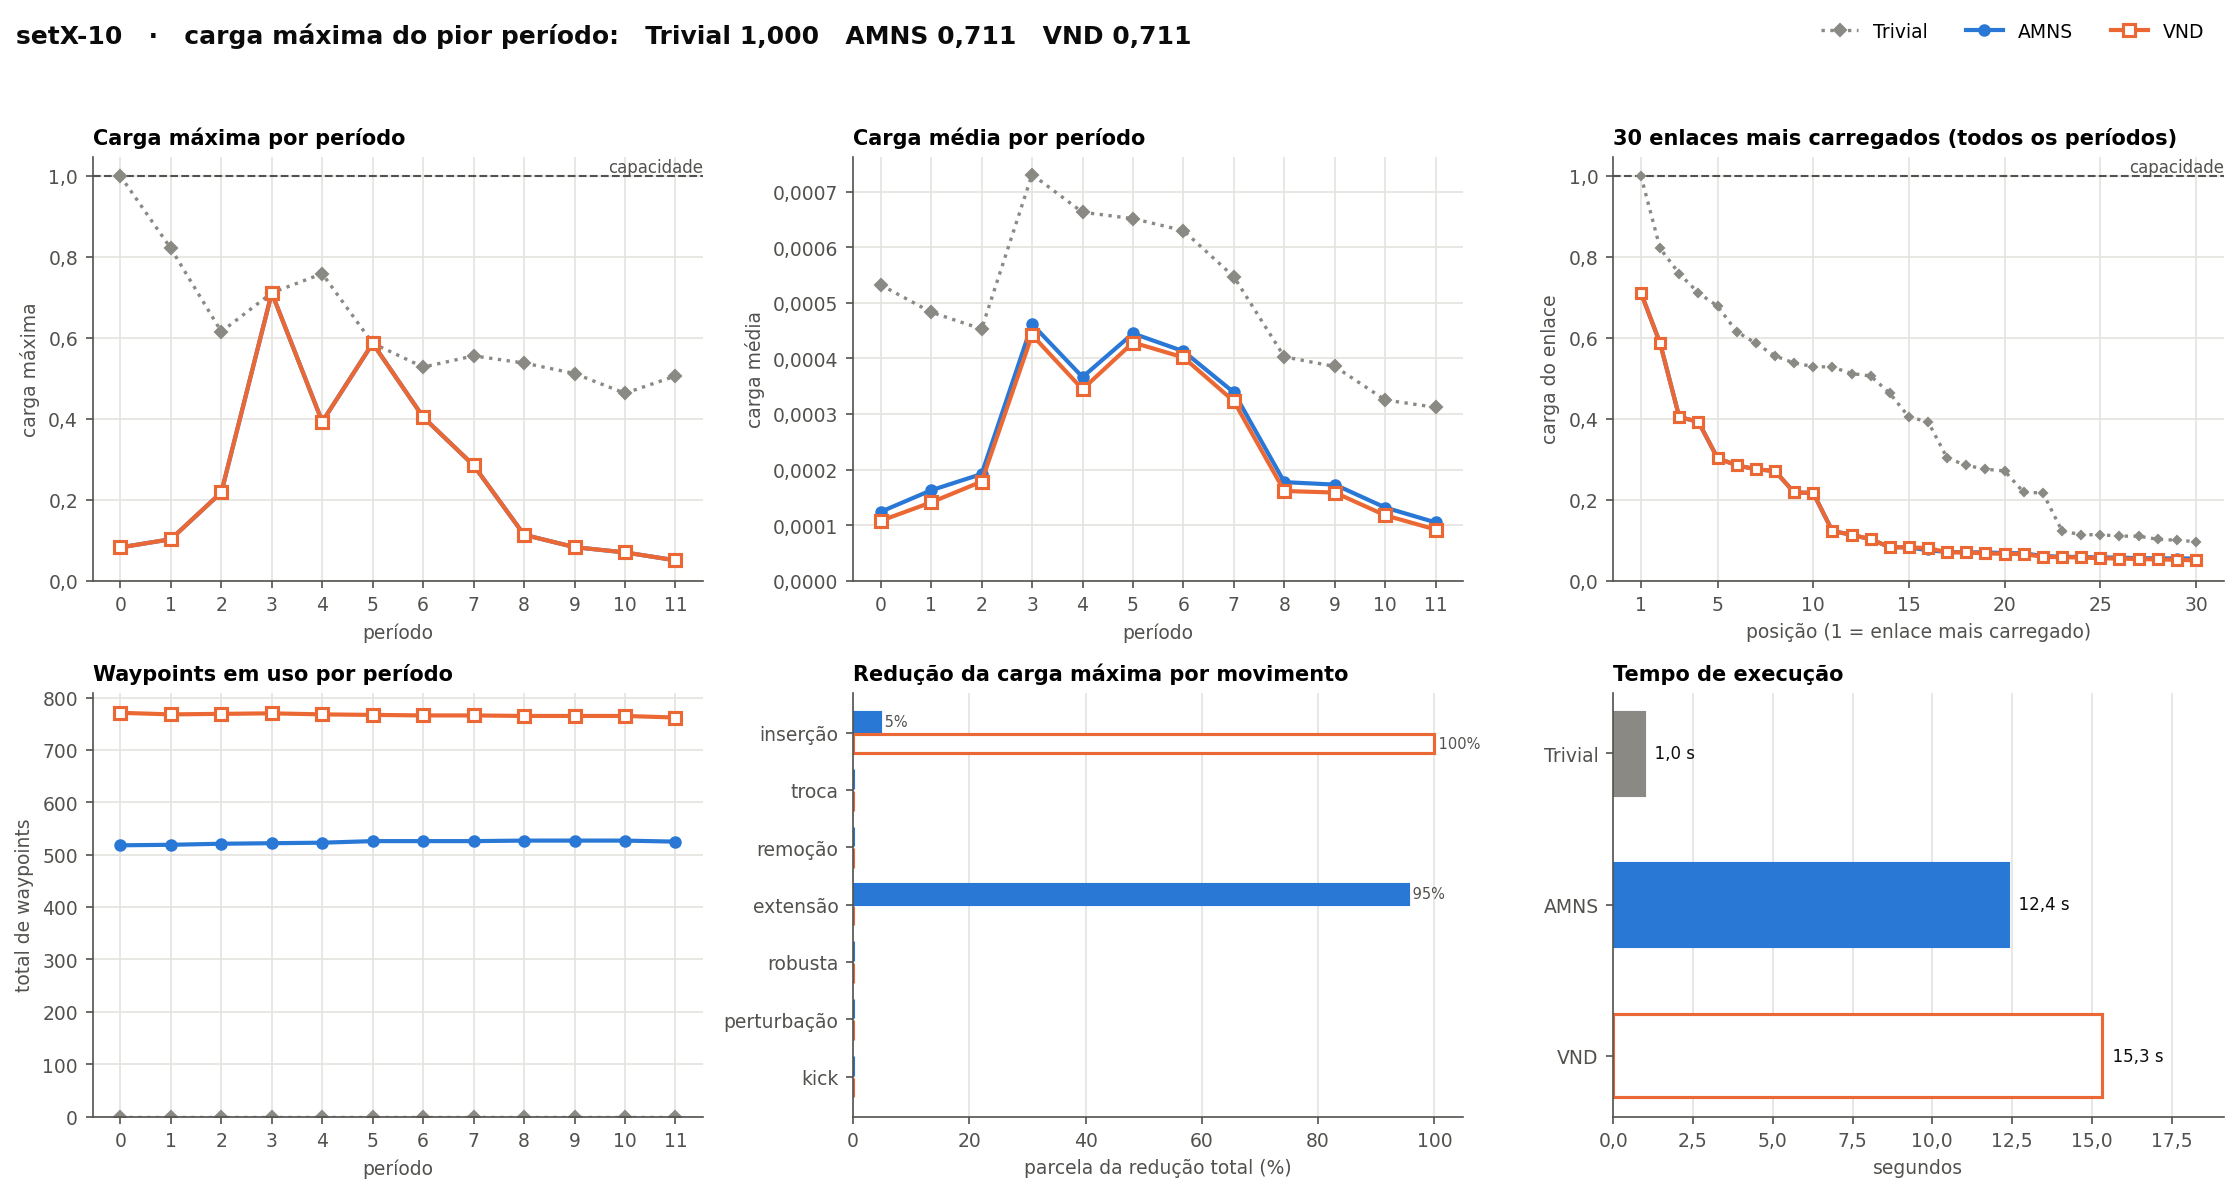 setX-10 · carga máxima do pior período: Trivial 1,000 AMNS 0,711 VND 0,711
Trivial AMNS VND
Carga máxima por período
capacidade
1,0
0,8
0,6
0,4
0,2
0,0
carga máxima
0 1 2 3 4 5 6 7 8 9 10 11
período
Carga média por período
0,0007
0,0006
0,0005
0,0004
0,0003
0,0002
0,0001
0,0000
carga média
0 1 2 3 4 5 6 7 8 9 10 11
período
30 enlaces mais carregados (todos os períodos)
capacidade
1,0
0,8
0,6
0,4
0,2
0,0
carga do enlace
1 5 10 15 20 25 30
posição (1 = enlace mais carregado)
Waypoints em uso por período
800
700
600
500
400
300
200
100
0
total de waypoints
0 1 2 3 4 5 6 7 8 9 10 11
período
Redução da carga máxima por movimento
inserção 5%
100%
troca
remoção
extensão 95%
robusta
perturbação
kick
0 20 40 60 80 100
parcela da redução total (%)
Tempo de execução
Trivial 1,0 s
AMNS 12,4 s
VND 15,3 s
0,0 2,5 5,0 7,5 10,0 12,5 15,0 17,5
segundos